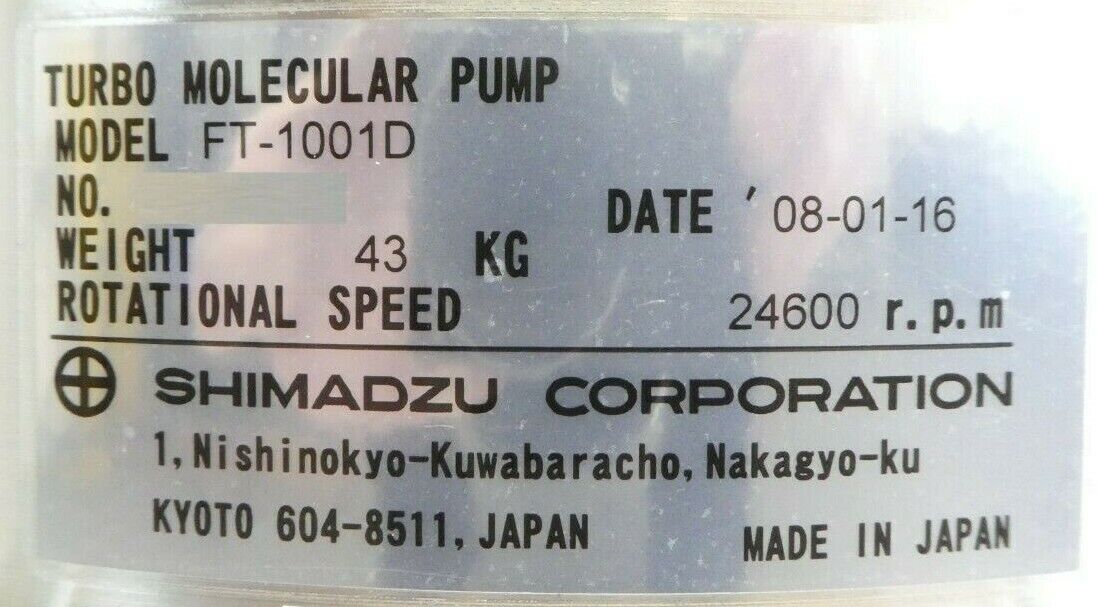 TURBO MOLECULAR PUMP
MODEL FT-1001D
NO.
DATE '08-01-16
WEIGHT 43 KG
ROTATIONAL SPEED 24600 r.p.m
SHIMADZU CORPORATION
1, Nishinokyo-Kuwabaracho, Nakagyo-ku
KYOTO 604-8511, JAPAN
MADE IN JAPAN